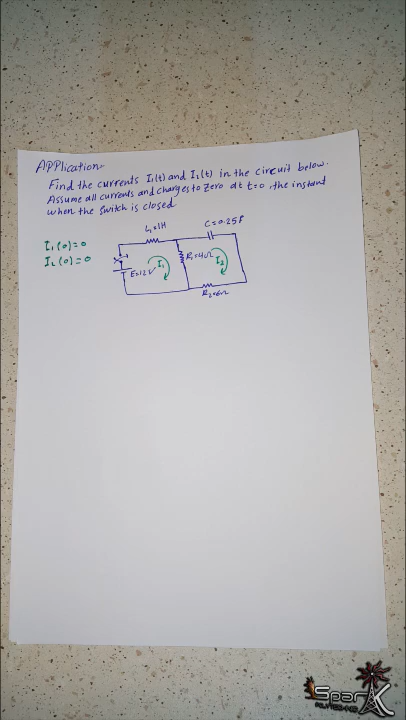 Application:-
Find the currents I₁(t) and I₂(t) in the circuit below.
Assume all currents and charges to zero at t=0, the instant
when the switch is closed
I₁(0)=0
I₂(0)=0
L₁=1H
C=0.25F
E=12V
I₁
R₁=4Ω
I₂
R₂=6Ω
Spark